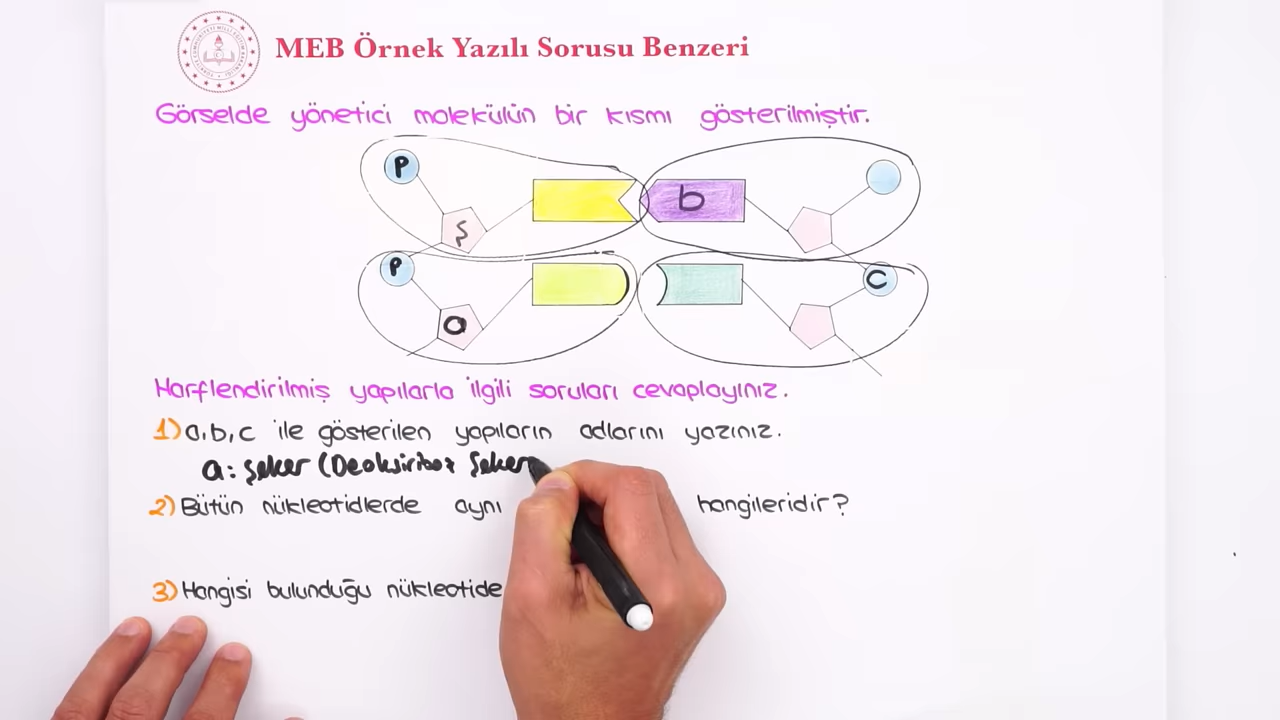 MEB Örnek Yazılı Sorusu Benzeri
Görselde yönetici molekülün bir kısmı gösterilmiştir.
P
b
Ş
P
C
a
Harflendirilmiş yapılarla ilgili soruları cevaplayınız.
1) a,b,c ile gösterilen yapıların adlarını yazınız.
a: Şeker (Deoksiriboz Şeker
2) Bütün nükleotidlerde aynı hangileridir?
3) Hangisi bulunduğu nükleotide